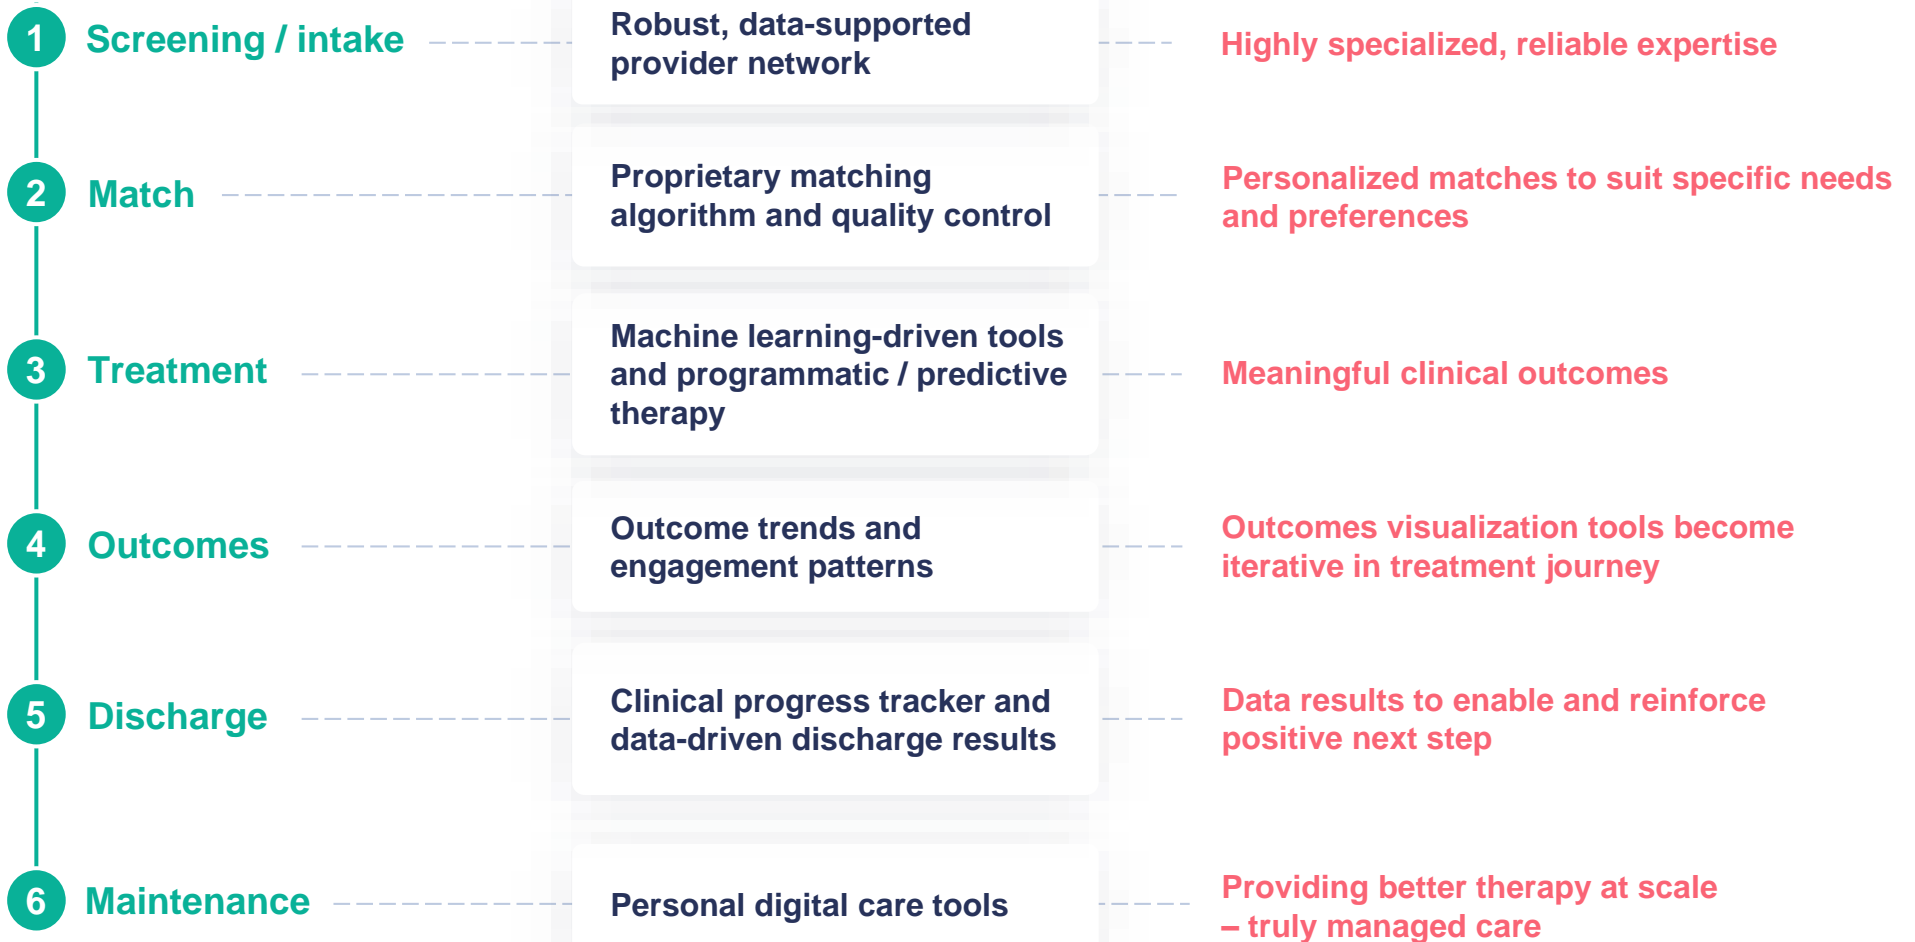 1 Screening / intake
Robust, data-supported
provider network
Highly specialized, reliable expertise
2 Match
Proprietary matching
algorithm and quality control
Personalized matches to suit specific needs
and preferences
3 Treatment
Machine learning-driven tools
and programmatic / predictive
therapy
Meaningful clinical outcomes
4 Outcomes
Outcome trends and
engagement patterns
Outcomes visualization tools become
iterative in treatment journey
5 Discharge
Clinical progress tracker and
data-driven discharge results
Data results to enable and reinforce
positive next step
6 Maintenance
Personal digital care tools
Providing better therapy at scale
– truly managed care